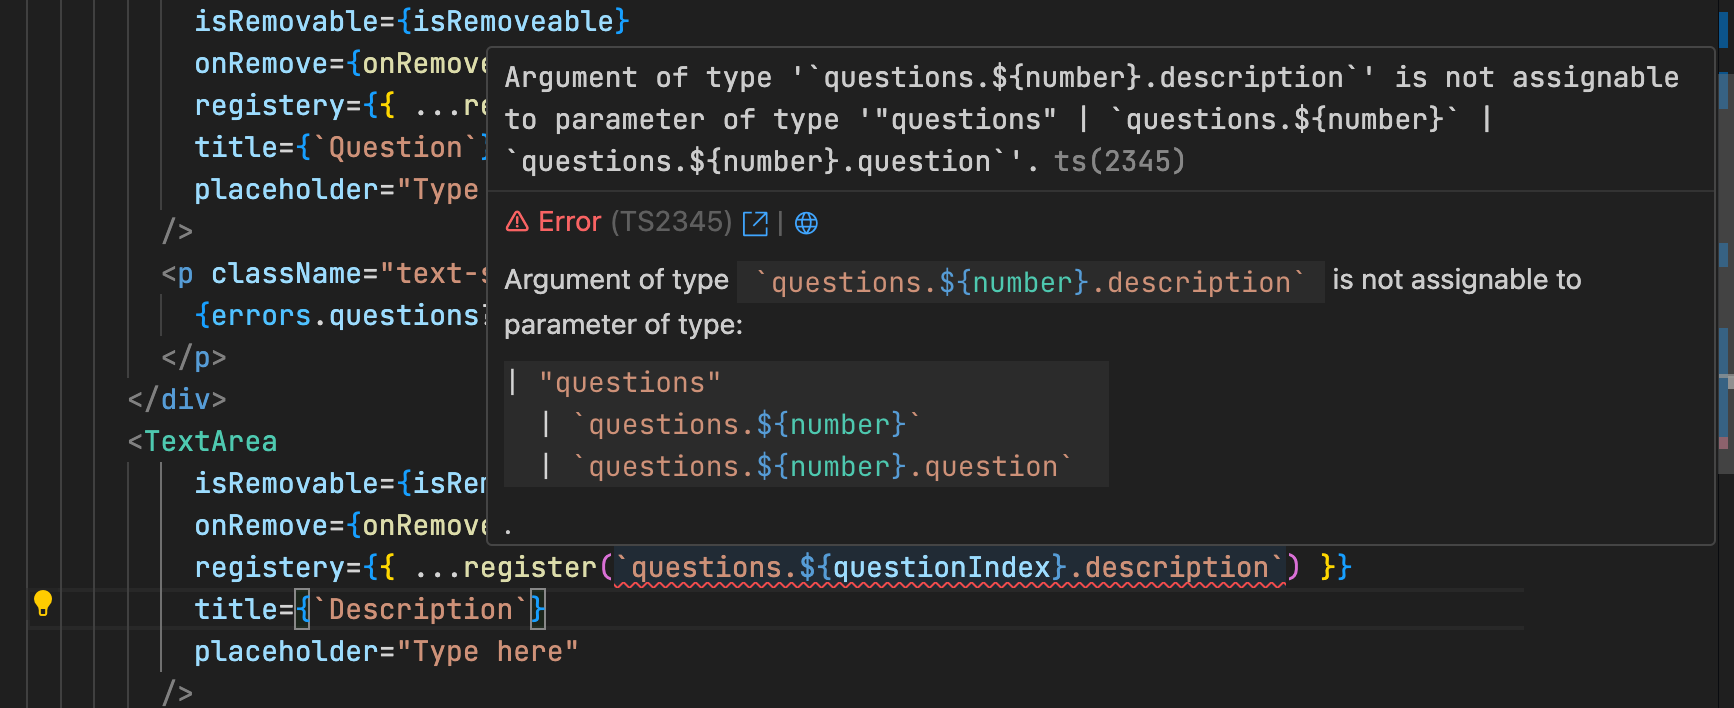 isRemovable={isRemoveable}
onRemove={onRemove
registery={{ ...re
title={`Question`}
placeholder="Type
/>
<p className="text-s
{errors.questions?
</p>
</div>
<TextArea
isRemovable={isRem
onRemove={onRemove
registery={{ ...register(`questions.${questionIndex}.description`) }}
title={`Description`}
placeholder="Type here"
/>
Argument of type '`questions.${number}.description`' is not assignable
to parameter of type '"questions" | `questions.${number}` |
`questions.${number}.question`'. ts(2345)
Error (TS2345) |
Argument of type `questions.${number}.description` is not assignable to
parameter of type:
| "questions"
| `questions.${number}`
| `questions.${number}.question`
.